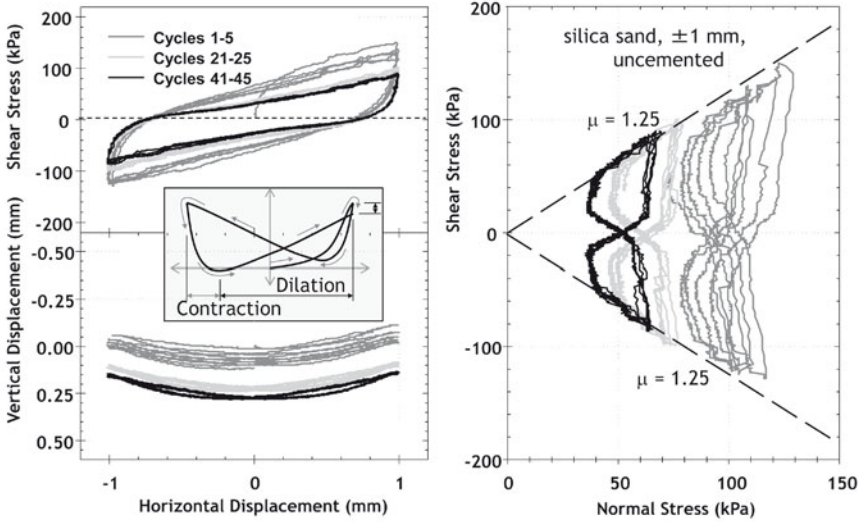 200
100
0
-100
-200
Shear Stress (kPa)
Cycles 1-5
Cycles 21-25
Cycles 41-45
Contraction
Dilation
-0.50
-0.25
0.00
0.25
0.50
Vertical Displacement (mm)
-1
0
1
Horizontal Displacement (mm)
200
100
0
-100
-200
Shear Stress (kPa)
silica sand, ±1 mm,
uncemented
μ = 1.25
μ = 1.25
0
50
100
150
Normal Stress (kPa)